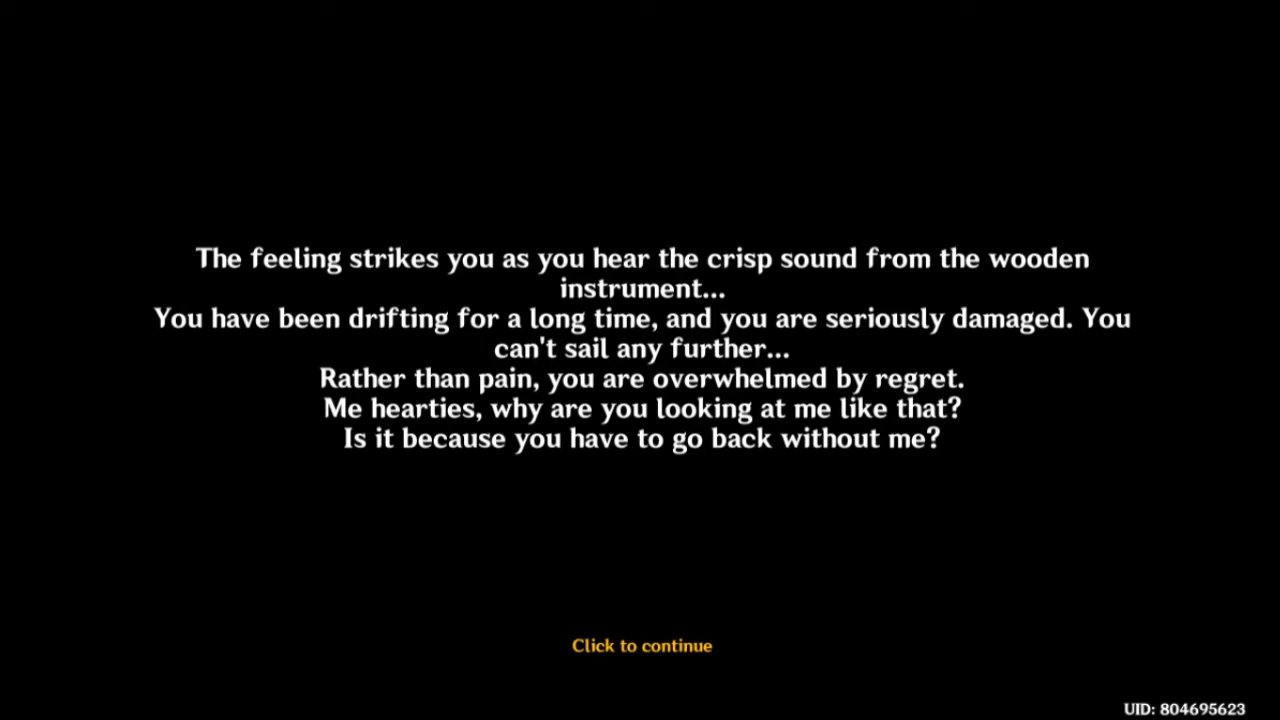 The feeling strikes you as you hear the crisp sound from the wooden
instrument...
You have been drifting for a long time, and you are seriously damaged. You
can't sail any further...
Rather than pain, you are overwhelmed by regret.
Me hearties, why are you looking at me like that?
Is it because you have to go back without me?
Click to continue
UID: 804695623